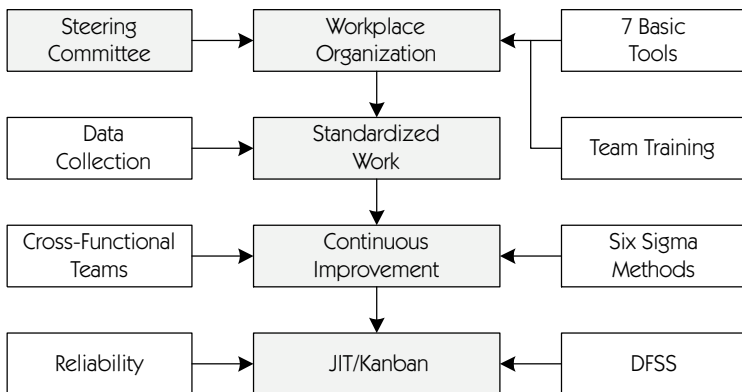 Steering
Committee
Workplace
Organization
7 Basic
Tools
Data
Collection
Standardized
Work
Team Training
Cross-Functional
Teams
Continuous
Improvement
Six Sigma
Methods
Reliability
JIT/Kanban
DFSS